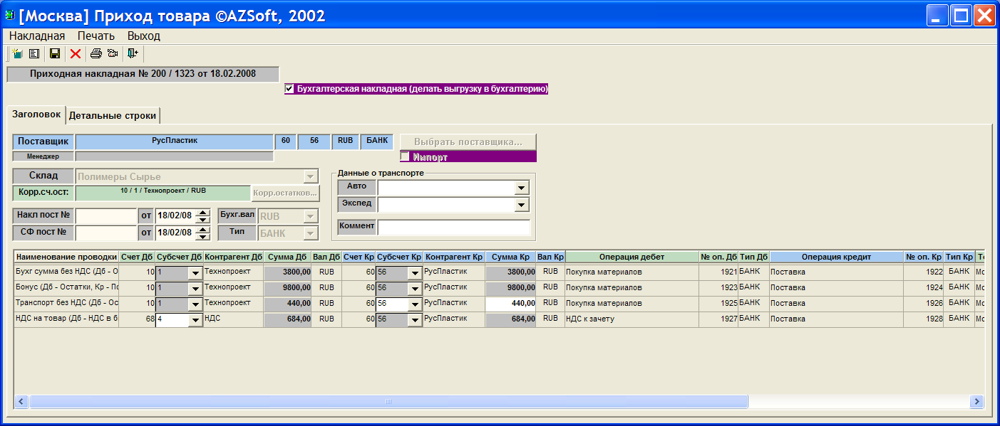 [Москва] Приход товара ©AZSoft, 2002
Накладная Печать Выход
Приходная накладная № 200 / 1323 от 18.02.2008
Бухгалтерская накладная (делать выгрузку в бухгалтерию)
Заголовок Детальные строки
Поставщик РусПластик 60 56 RUB БАНК Выбрать поставщика...
Менеджер Импорт
Склад Полимеры Сырье Данные о транспорте
Корр.сч.ост: 10 / 1 / Технопроект / RUB Корр.остатков... Авто
Экспед
Накл пост № от 18/02/08 Бухг.вал RUB
СФ пост № от 18/02/08 Тип БАНК Коммент
Наименование проводки Счет Дб Субсчет Дб Контрагент Дб Сумма Дб Вал Дб Счет Кр Субсчет Кр Контрагент Кр Сумма Кр Вал Кр Операция дебет № оп. Дб Тип Дб Операция кредит № оп. Кр Тип Кр То
Бухг сумма без НДС (Дб - О 10 1 Технопроект 3800,00 RUB 60 56 РусПластик 3800,00 RUB Покупка материалов 1921 БАНК Поставка 1922 БАНК Мо
Бонус (Дб - Остатки, Кр - По 10 1 Технопроект 9800,00 RUB 60 56 РусПластик 9800,00 RUB Покупка материалов 1923 БАНК Поставка 1924 БАНК Мо
Транспорт без НДС (Дб - Ос 10 1 Технопроект 440,00 RUB 60 56 РусПластик 440,00 RUB Покупка материалов 1925 БАНК Поставка 1926 БАНК Мо
НДС на товар (Дб - НДС в б 68 4 НДС 684,00 RUB 60 56 РусПластик 684,00 RUB НДС к зачету 1927 БАНК Поставка 1928 БАНК Мо